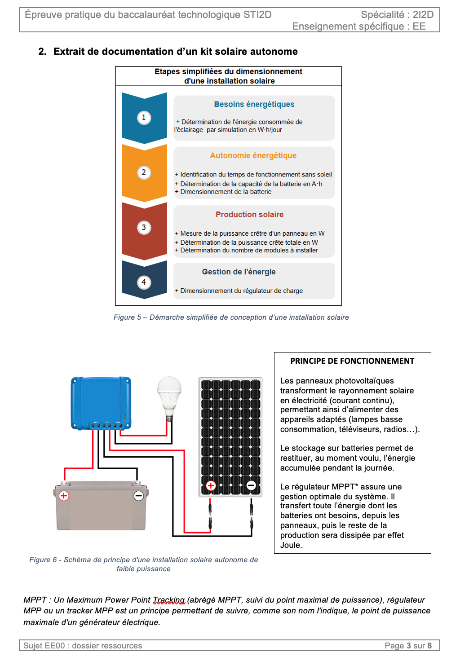 Épreuve pratique du baccalauréat technologique STI2D
Spécialité : 2I2D
Enseignement spécifique : EE
2. Extrait de documentation d'un kit solaire autonome
Etapes simplifiées du dimensionnement
d'une installation solaire
1
Besoins énergétiques
+ Détermination de l'énergie consommée de
l'éclairage par simulation en W·h/jour
2
Autonomie énergétique
+ Identification du temps de fonctionnement sans soleil
+ Détermination de la capacité de la batterie en A·h
+ Dimensionnement de la batterie
3
Production solaire
+ Mesure de la puissance crêtre d'un panneau en W
+ Détermination de la puissance crête totale en W
+ Détermination du nombre de modules à installer
4
Gestion de l'énergie
+ Dimensionnement du régulateur de charge
Figure 5 – Démarche simplifiée de conception d'une installation solaire
PRINCIPE DE FONCTIONNEMENT
Les panneaux photovoltaïques
transforment le rayonnement solaire
en électricité (courant continu),
permettant ainsi d'alimenter des
appareils adaptés (lampes basse
consommation, téléviseurs, radios…).
Le stockage sur batteries permet de
restituer, au moment voulu, l'énergie
accumulée pendant la journée.
Le régulateur MPPT* assure une
gestion optimale du système. Il
transfert toute l'énergie dont les
batteries ont besoins, depuis les
panneaux, puis le reste de la
production sera dissipée par effet
Joule.
Figure 6 - Schéma de principe d'une installation solaire autonome de
faible puissance
MPPT : Un Maximum Power Point Tracking (abrégé MPPT, suivi du point maximal de puissance), régulateur
MPP ou un tracker MPP est un principe permettant de suivre, comme son nom l'indique, le point de puissance
maximale d'un générateur électrique.
Sujet EE00 : dossier ressources
Page 3 sur 8